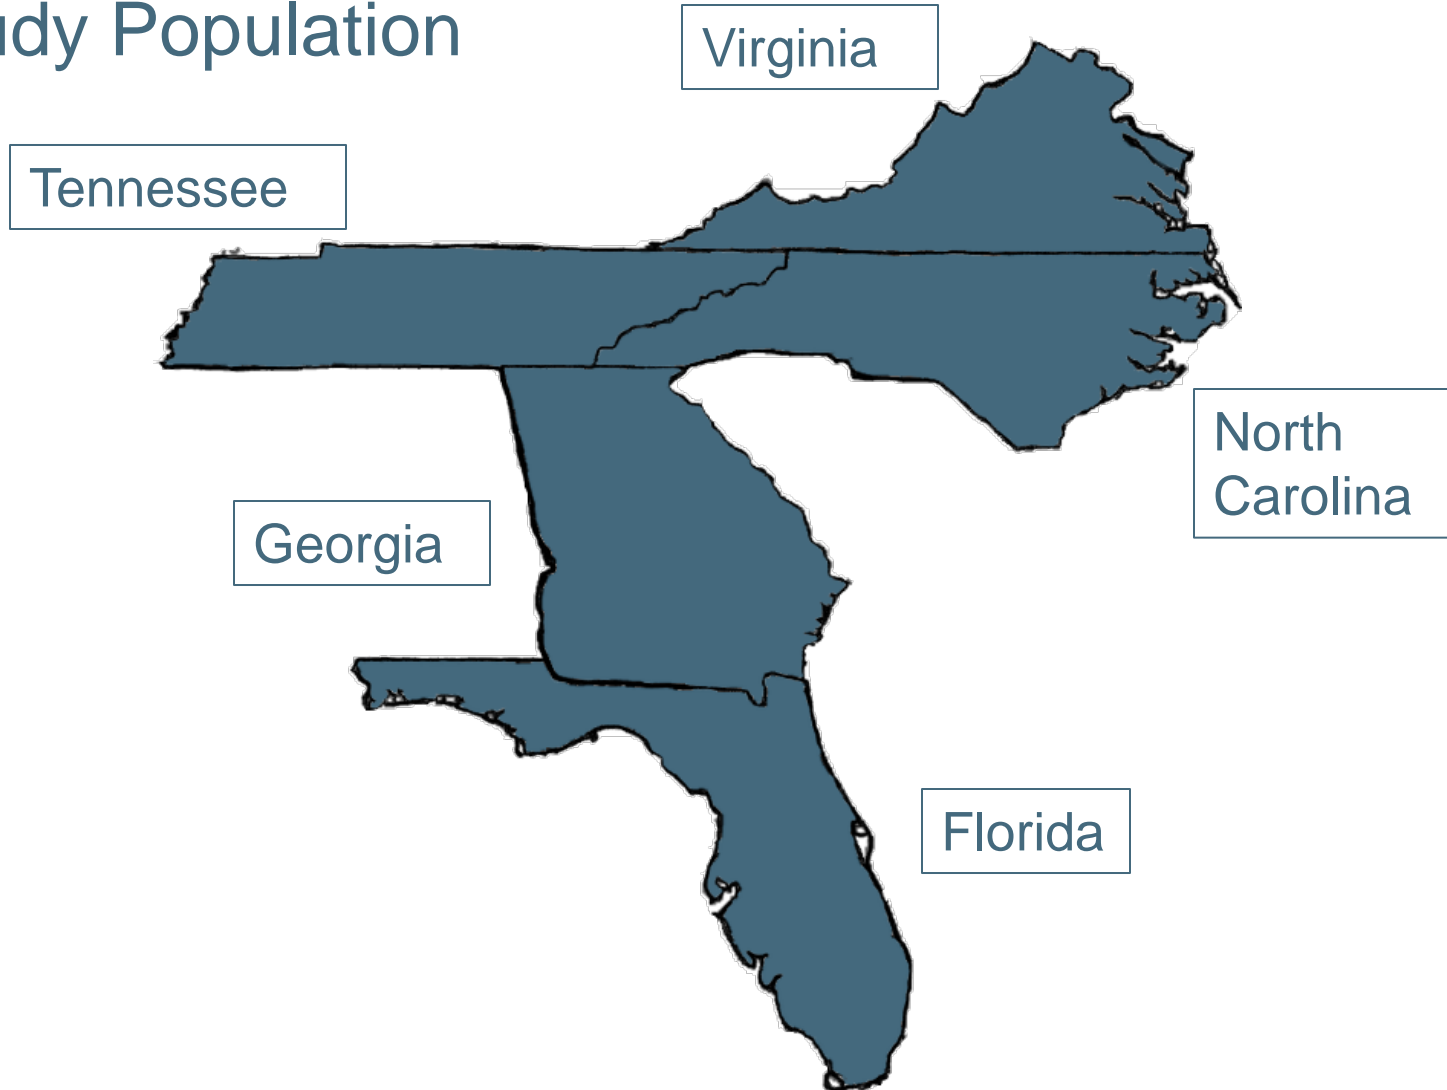 udy Population
Virginia
Tennessee
North
Carolina
Georgia
Florida